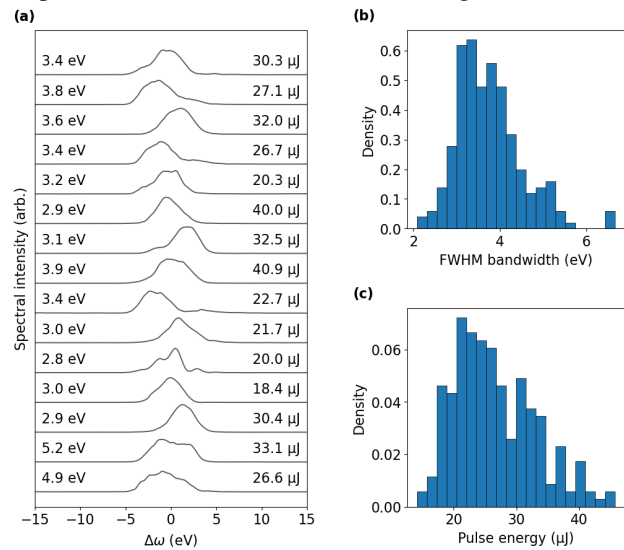 (a)
Spectral intensity (arb.)
3.4 eV 30.3 μJ
3.8 eV 27.1 μJ
3.6 eV 32.0 μJ
3.4 eV 26.7 μJ
3.2 eV 20.3 μJ
2.9 eV 40.0 μJ
3.1 eV 32.5 μJ
3.9 eV 40.9 μJ
3.4 eV 22.7 μJ
3.0 eV 21.7 μJ
2.8 eV 20.0 μJ
3.0 eV 18.4 μJ
2.9 eV 30.4 μJ
5.2 eV 33.1 μJ
4.9 eV 26.6 μJ
−15 −10 −5 0 5 10 15
Δω (eV)
(b)
Density
0.6
0.5
0.4
0.3
0.2
0.1
0.0
2 4 6
FWHM bandwidth (eV)
(c)
Density
0.06
0.04
0.02
0.00
20 30 40
Pulse energy (μJ)